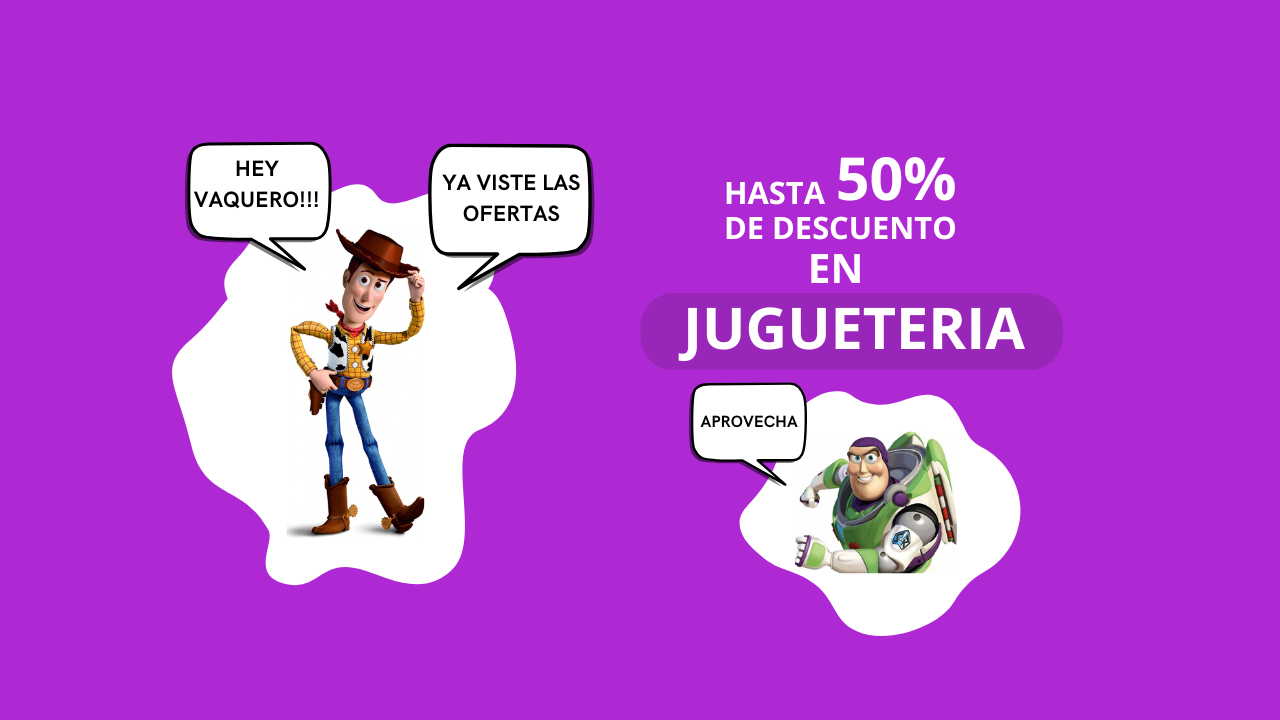 HEY
VAQUERO!!!
YA VISTE LAS
OFERTAS
HASTA 50%
DE DESCUENTO
EN
JUGUETERIA
APROVECHA